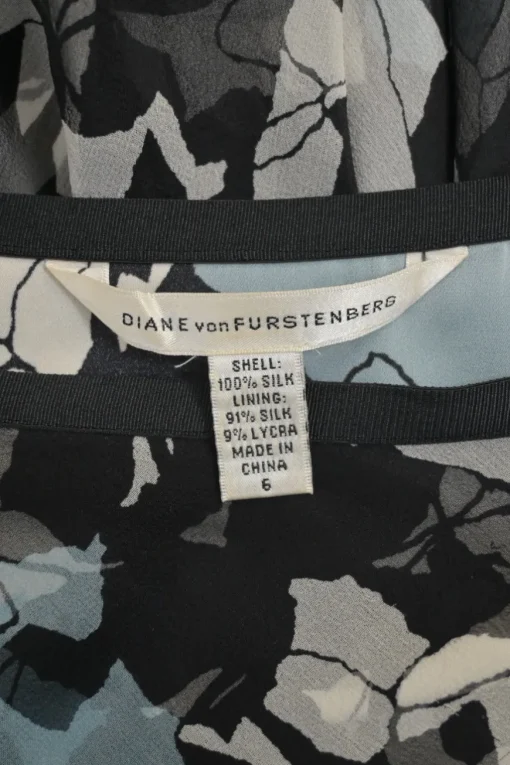 DIANE von FURSTENBERG
SHELL:
100% SILK
LINING:
91% SILK
9% LYCRA
MADE IN
CHINA
6